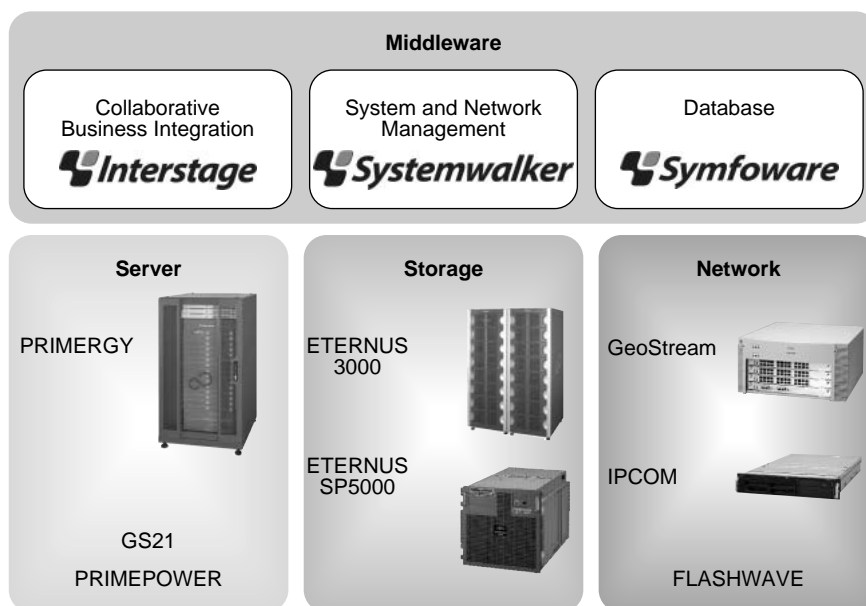 Middleware
Collaborative
Business Integration
Interstage
System and Network
Management
Systemwalker
Database
Symfoware
Server
PRIMERGY
GS21
PRIMEPOWER
Storage
ETERNUS
3000
ETERNUS
SP5000
Network
GeoStream
IPCOM
FLASHWAVE